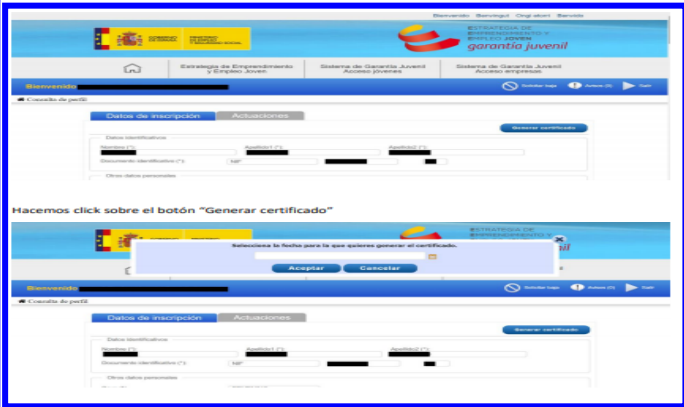 Bienvenido Benvingut Ongi etorri Benvido
GOBIERNO DE ESPAÑA
MINISTERIO DE EMPLEO Y SEGURIDAD SOCIAL
ESTRATEGIA DE
EMPRENDIMIENTO Y
EMPLEO JOVEN
garantía juvenil
Estrategia de Emprendimiento y Empleo Joven
Sistema de Garantía Juvenil Acceso jóvenes
Sistema de Garantía Juvenil Acceso empresas
Bienvenido
Solicitar baja Avisos (0) Salir
Consulta de perfil
Datos de inscripción Actuaciones
Generar certificado
Datos identificativos
Nombre (*): Apellido1 (*): Apellido2 (*):
Documento identificativo (*): NIF
Otros datos personales
Hacemos click sobre el botón “Generar certificado”
ESTRATEGIA DE
EMPRENDIMIENTO Y
Selecciona la fecha para la que quieres generar el certificado.
Aceptar Cancelar
Bienvenido
Solicitar baja Avisos (0) Salir
Consulta de perfil
Datos de inscripción Actuaciones
Generar certificado
Datos identificativos
Nombre (*): Apellido1 (*): Apellido2 (*):
Documento identificativo (*): NIF
Otros datos personales